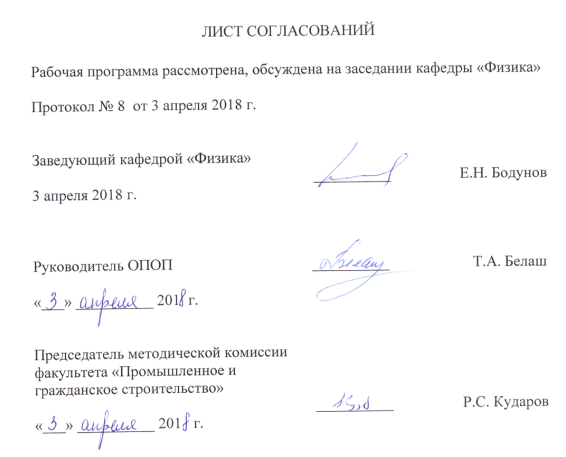 ЛИСТ СОГЛАСОВАНИЙ
Рабочая программа рассмотрена, обсуждена на заседании кафедры «Физика»
Протокол № 8 от 3 апреля 2018 г.
Заведующий кафедрой «Физика»
Е.Н. Бодунов
3 апреля 2018 г.
Руководитель ОПОП
Белаш
Т.А. Белаш
«3» апреля 2018 г.
Председатель методической комиссии
факультета «Промышленное и
гражданское строительство»
Р.С. Кударов
«3» апреля 2018 г.